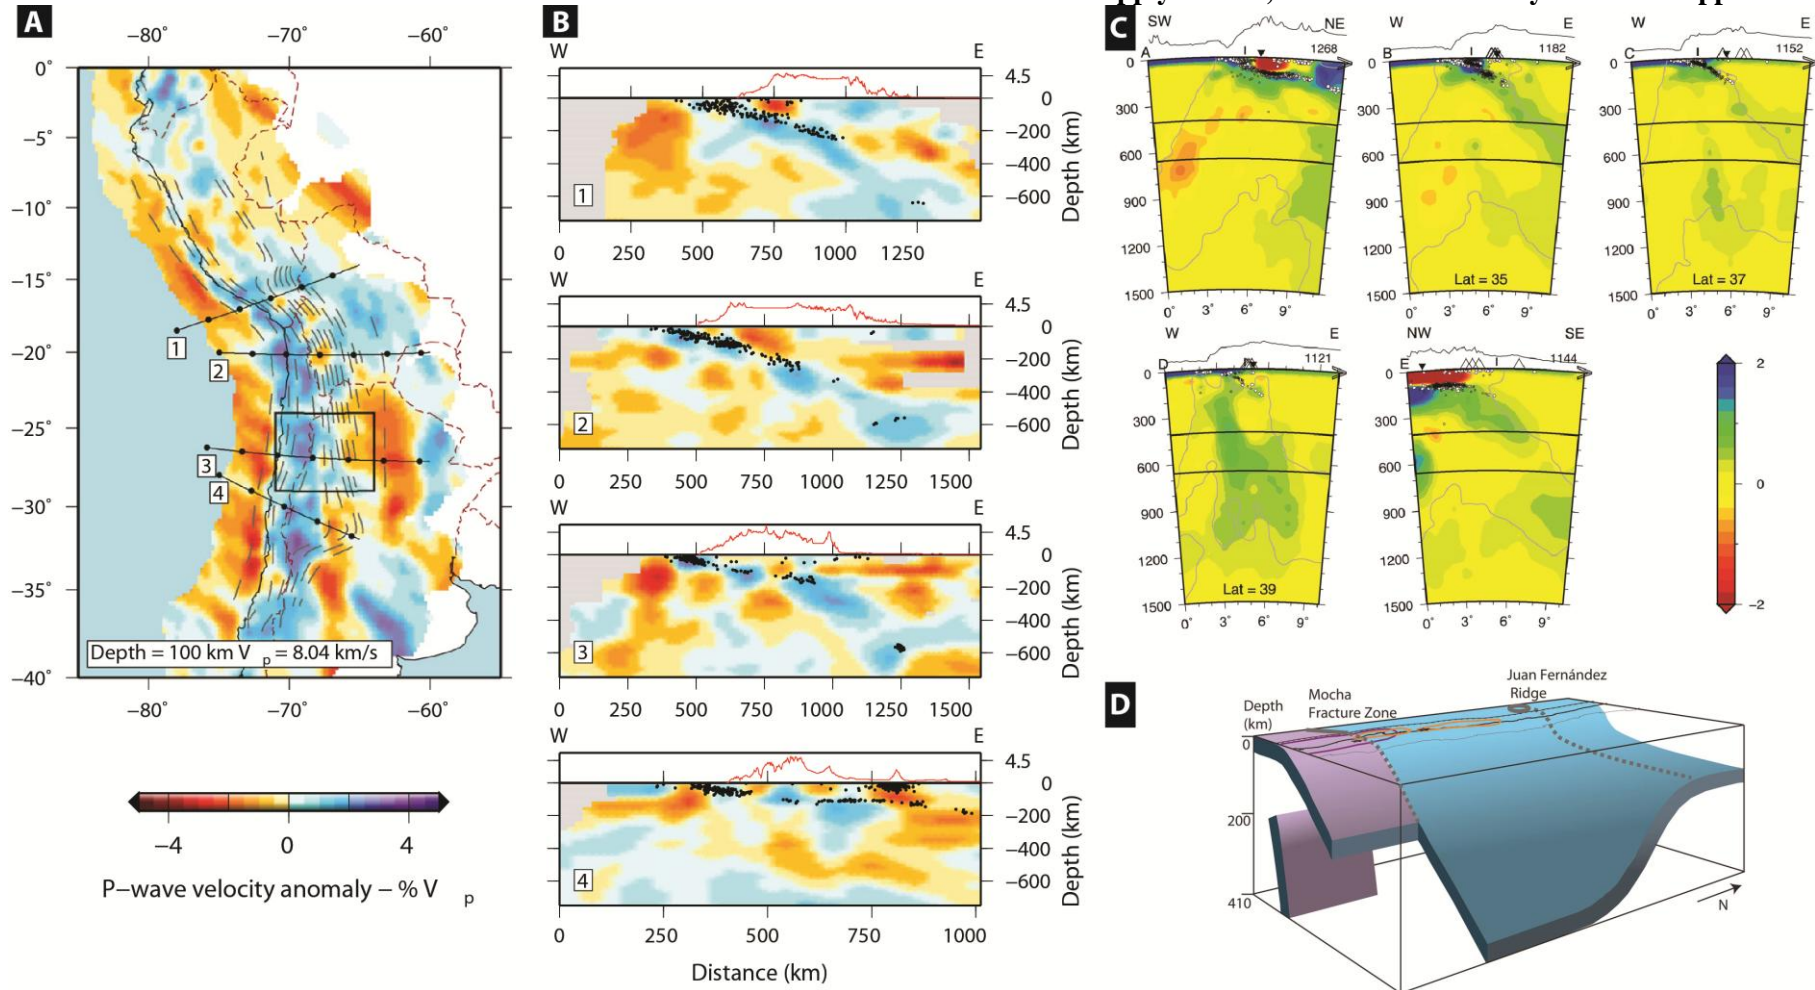 A
−80° −70° −60°
0°
−5°
−10°
−15°
−20°
−25°
−30°
−35°
−40°
1
2
3
4
Depth = 100 km V p = 8.04 km/s
−80° −70° −60°
−4 0 4
P−wave velocity anomaly − % V p
B
W E
4.5
0
−200
−400
−600
Depth (km)
1
0 250 500 750 1000 1250
W E
4.5
0
−200
−400
−600
Depth (km)
2
0 250 500 750 1000 1250 1500
W E
4.5
0
−200
−400
−600
Depth (km)
3
0 250 500 750 1000 1250 1500
W E
4.5
0
−200
−400
−600
Depth (km)
4
0 250 500 750 1000
Distance (km)
C
SW NE
A 1268
0
300
600
900
1200
1500
0° 3° 6° 9°
W E
B 1182
0
300
600
900
1200
1500
Lat = 35
0° 3° 6° 9°
W E
C 1152
0
300
600
900
1200
1500
Lat = 37
0° 3° 6° 9°
W E
D 1121
0
300
600
900
1200
1500
Lat = 39
0° 3° 6° 9°
NW SE
E 1144
0
300
600
900
1200
1500
0° 3° 6° 9°
2
0
−2
D
Depth
(km)
Mocha
Fracture Zone
Juan Fernández
Ridge
0
200
410
N